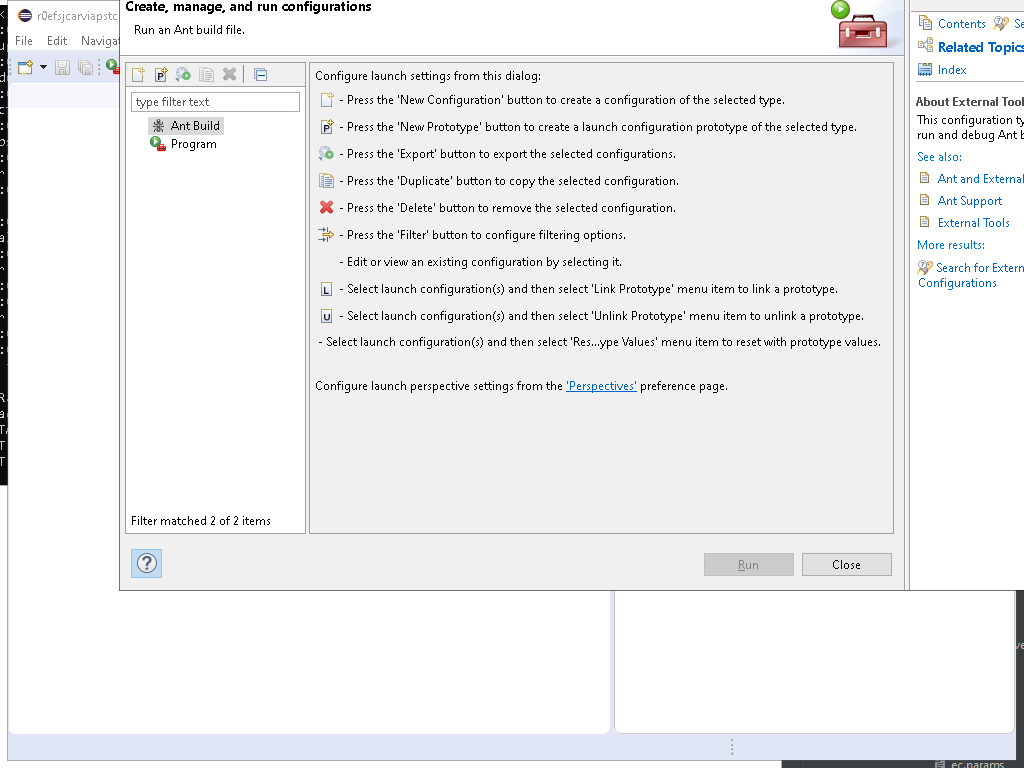 Create, manage, and run configurations
Run an Ant build file.
r0efsjcarviapstc
File Edit Navigat
type filter text
Ant Build
Program
Filter matched 2 of 2 items
Configure launch settings from this dialog:
- Press the 'New Configuration' button to create a configuration of the selected type.
- Press the 'New Prototype' button to create a launch configuration prototype of the selected type.
- Press the 'Export' button to export the selected configurations.
- Press the 'Duplicate' button to copy the selected configuration.
- Press the 'Delete' button to remove the selected configuration.
- Press the 'Filter' button to configure filtering options.
- Edit or view an existing configuration by selecting it.
L - Select launch configuration(s) and then select 'Link Prototype' menu item to link a prototype.
U - Select launch configuration(s) and then select 'Unlink Prototype' menu item to unlink a prototype.
- Select launch configuration(s) and then select 'Res...ype Values' menu item to reset with prototype values.
Configure launch perspective settings from the 'Perspectives' preference page.
?
Run
Close
Contents Se
Related Topics
Index
About External Tool
This configuration ty
run and debug Ant b
See also:
Ant and External
Ant Support
External Tools
More results:
Search for Extern
Configurations
ec.params